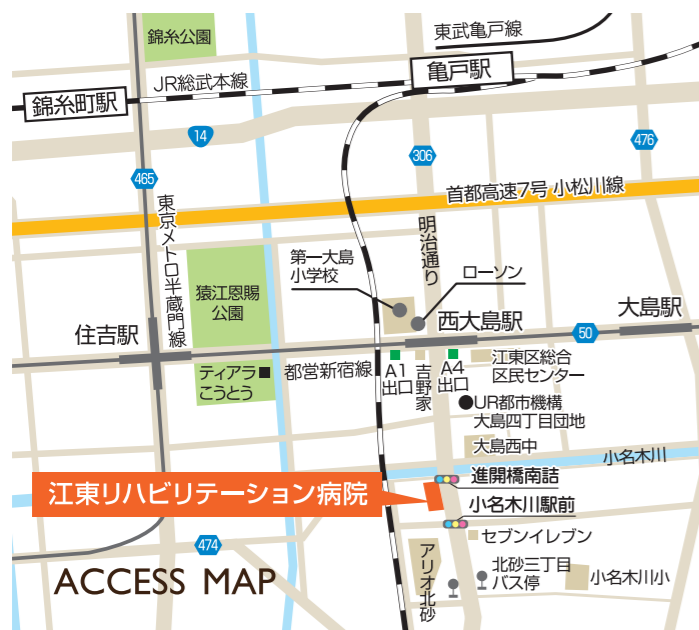 錦糸公園
東武亀戸線
亀戸駅
JR総武本線
錦糸町駅
14
306
476
465
首都高速7号 小松川線
東京メトロ半蔵門線
明治通り
第一大島
小学校
ローソン
猿江恩賜
公園
西大島駅
大島駅
住吉駅
50
ティアラ
こうとう
都営新宿線
A1
出口
吉野家
A4
出口
江東区総合
区民センター
UR都市機構
大島四丁目団地
大島西中
小名木川
進開橋南詰
江東リハビリテーション病院
小名木川駅前
セブンイレブン
474
アリオ北砂
北砂三丁目
バス停
小名木川小
ACCESS MAP